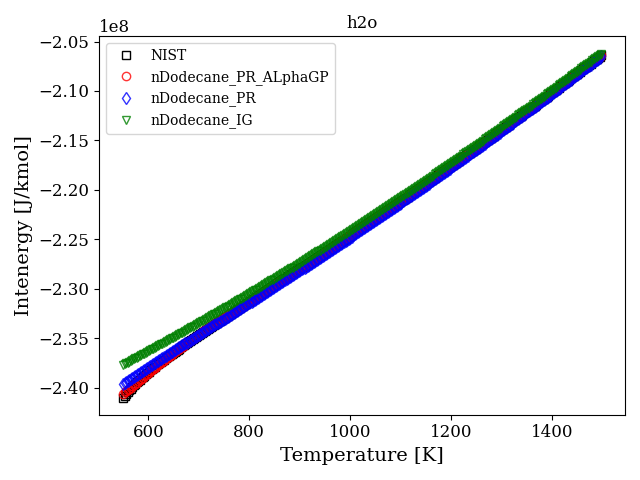 h2o
1e8
−2.05
−2.10
−2.15
−2.20
−2.25
−2.30
−2.35
−2.40
Intenergy [J/kmol]
NIST
nDodecane_PR_ALphaGP
nDodecane_PR
nDodecane_IG
600
800
1000
1200
1400
Temperature [K]